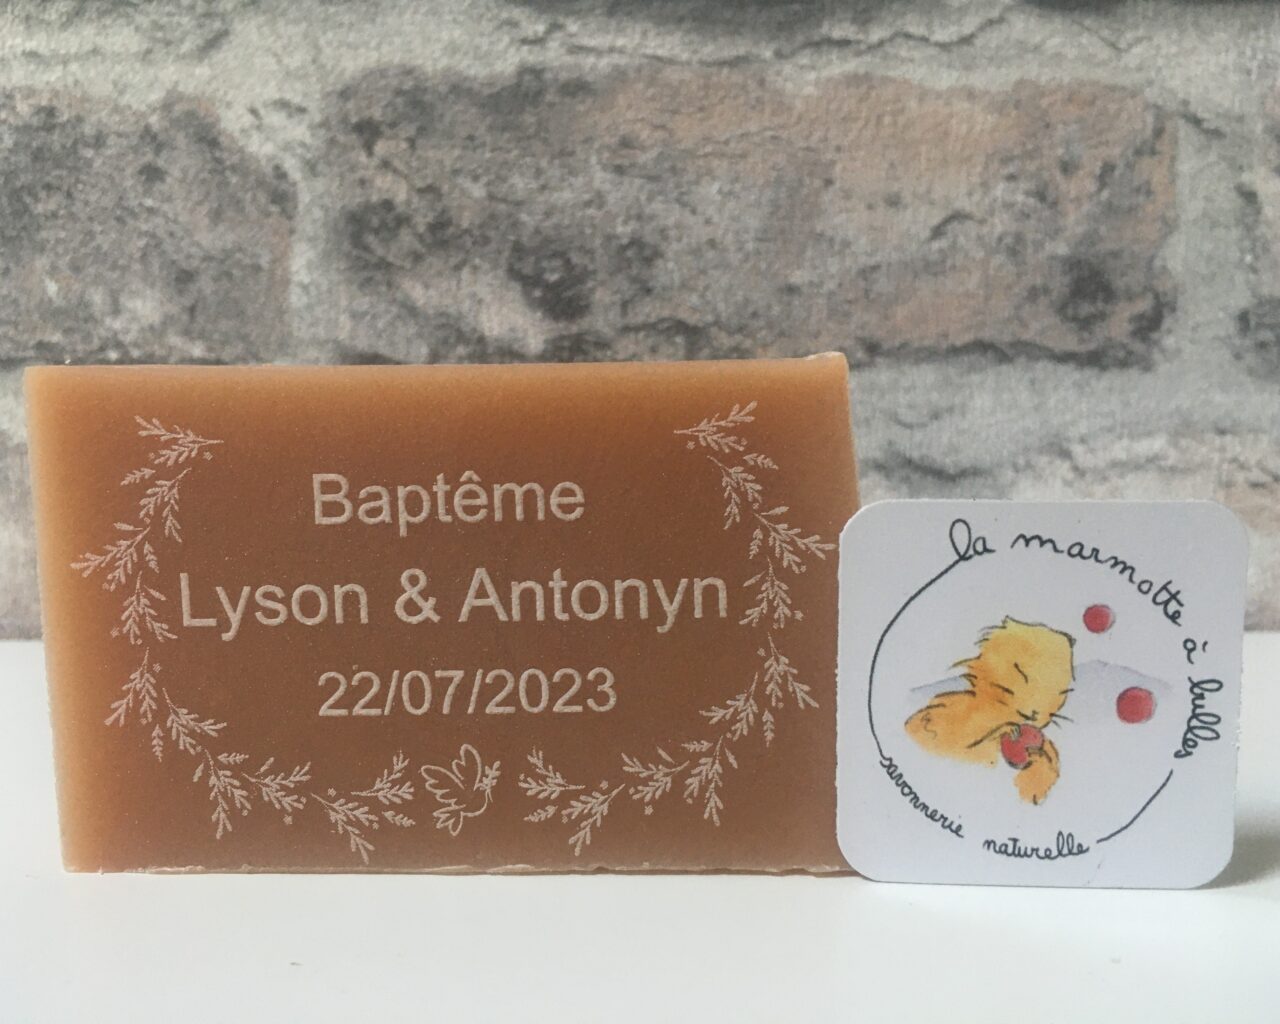 Baptême
Lyson & Antonyn
22/07/2023
la marmotte à bulles
savonnerie naturelle